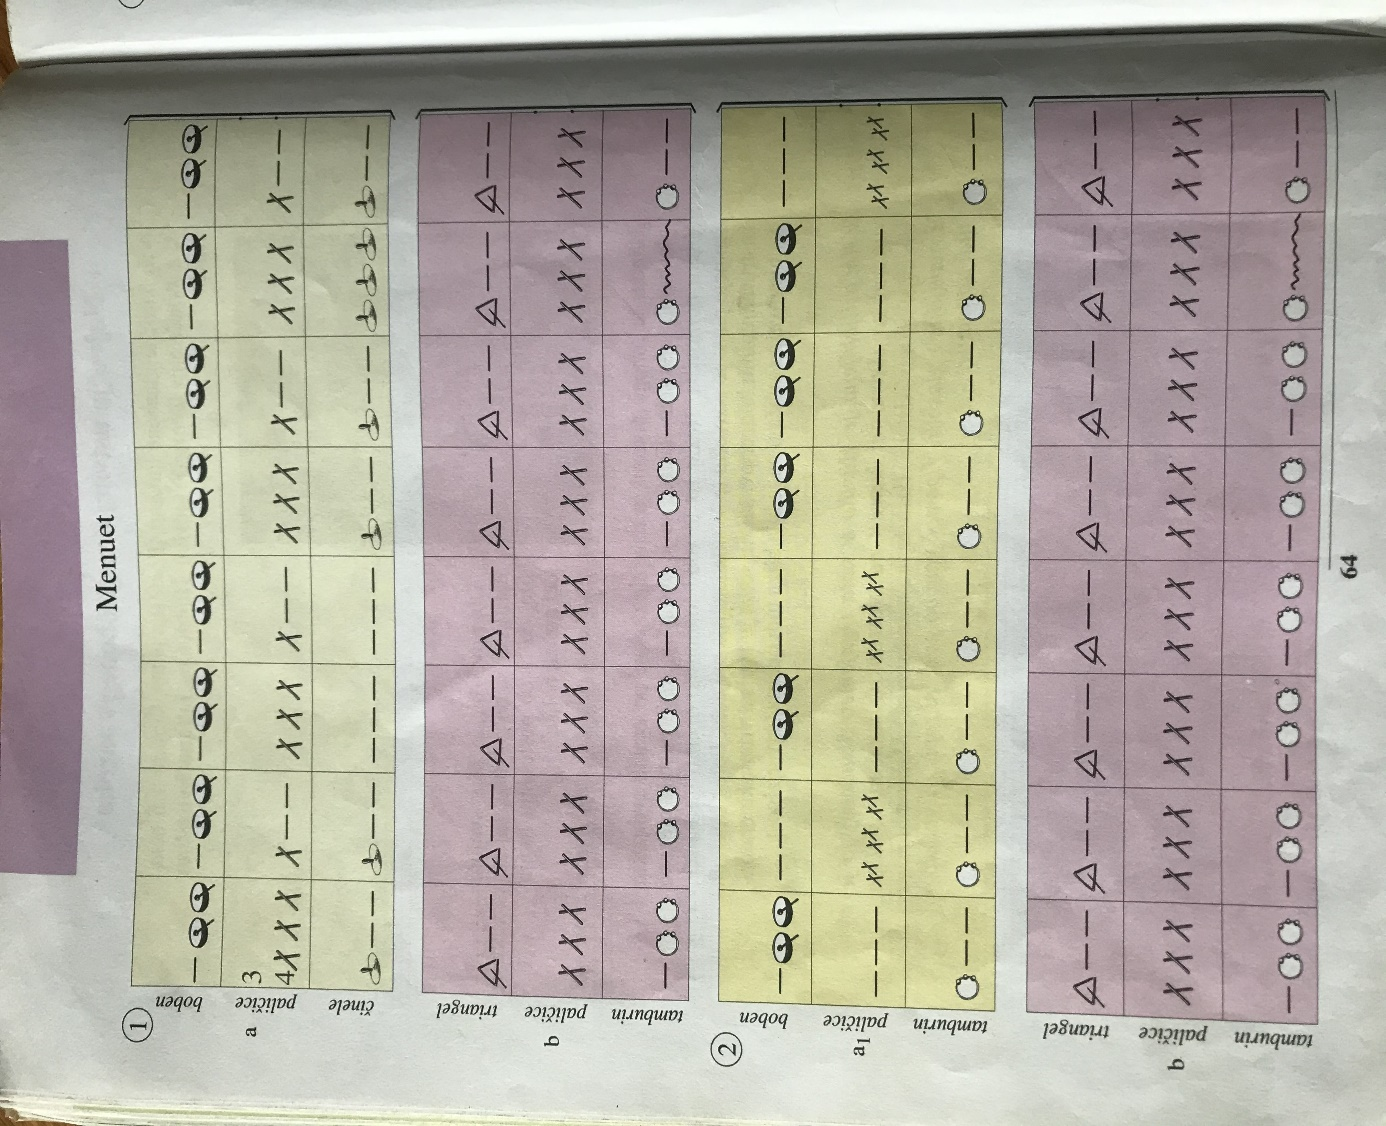 Menuet
1
a
boben
paličice
činele
3
4
b
triangel
paličice
tamburin
2
a1
boben
paličice
tamburin
b
triangel
paličice
tamburin
64